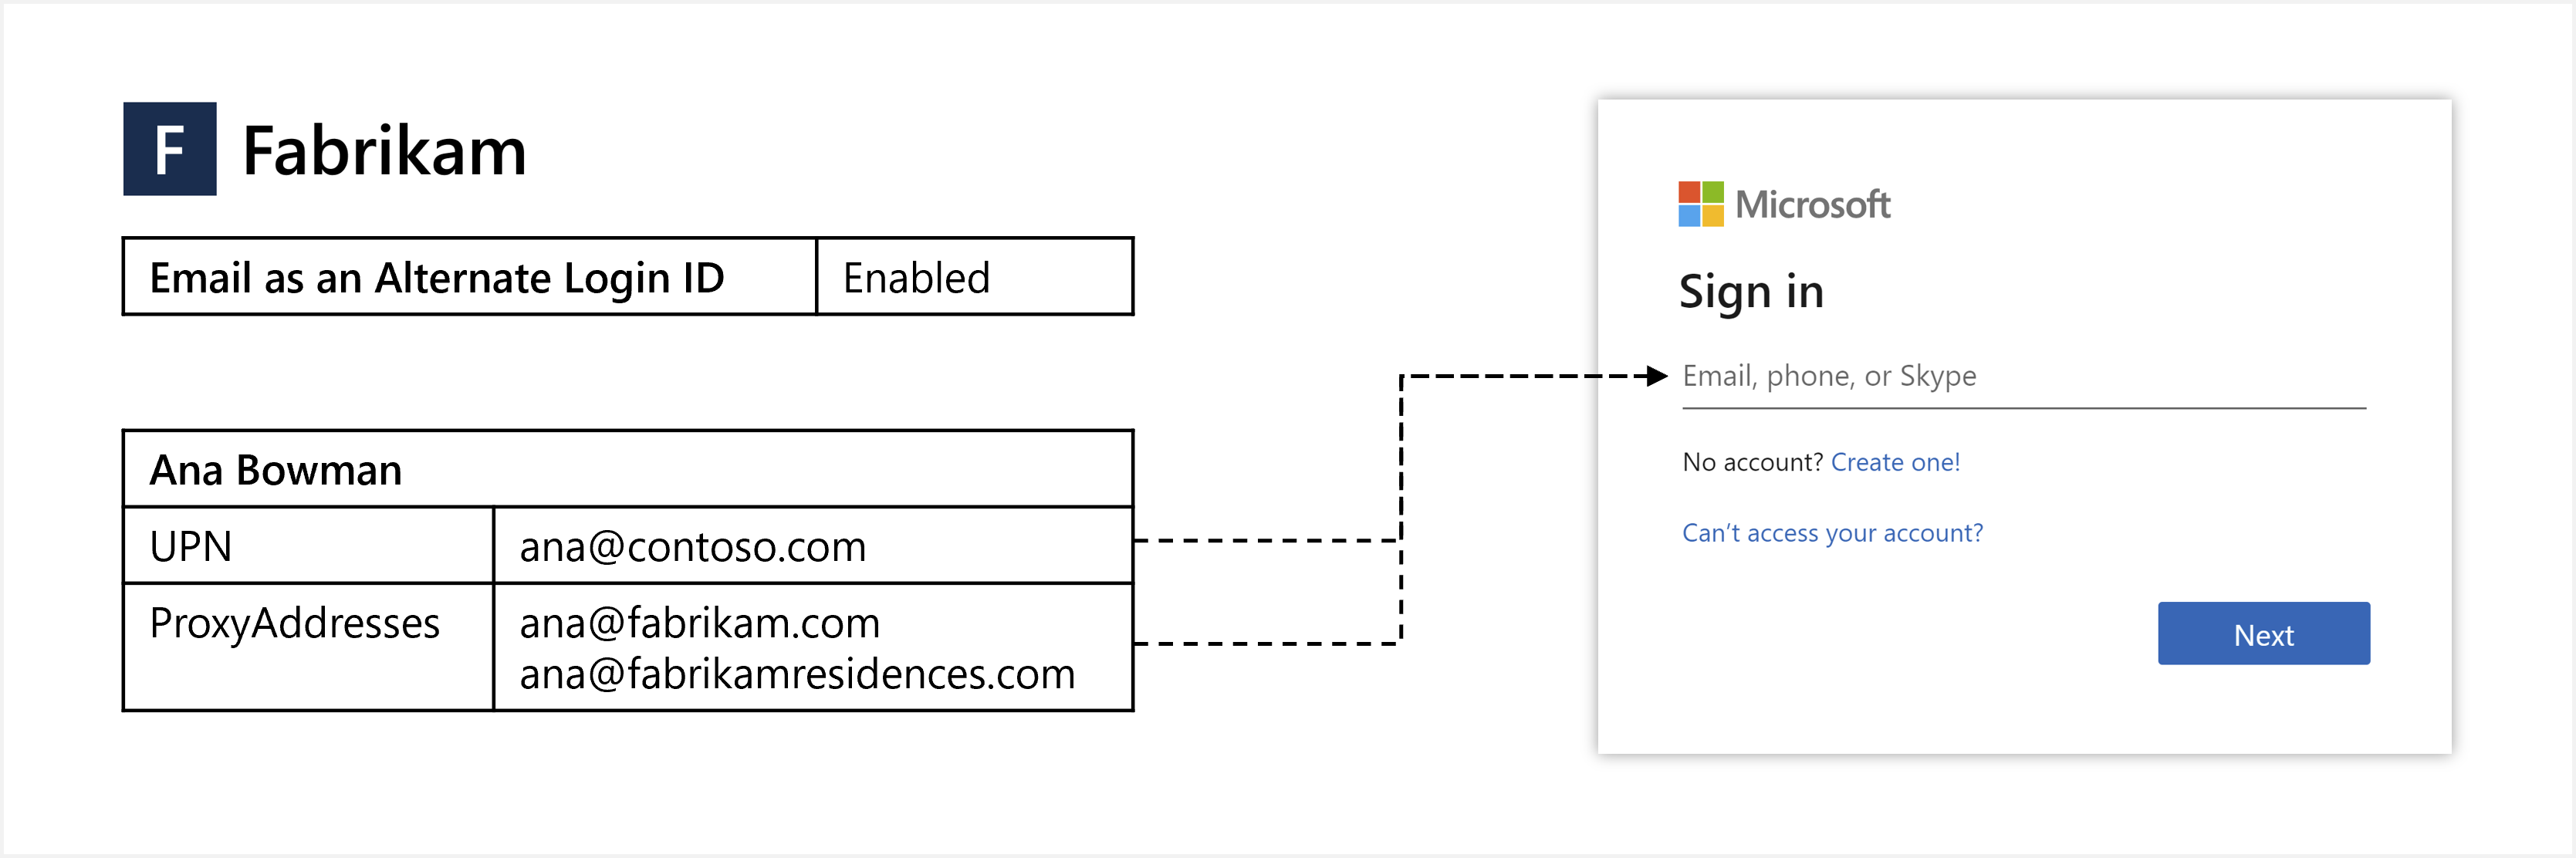 F Fabrikam
Email as an Alternate Login ID Enabled
Ana Bowman
UPN ana@contoso.com
ProxyAddresses ana@fabrikam.com
ana@fabrikamresidences.com
Microsoft
Sign in
Email, phone, or Skype
No account? Create one!
Can’t access your account?
Next